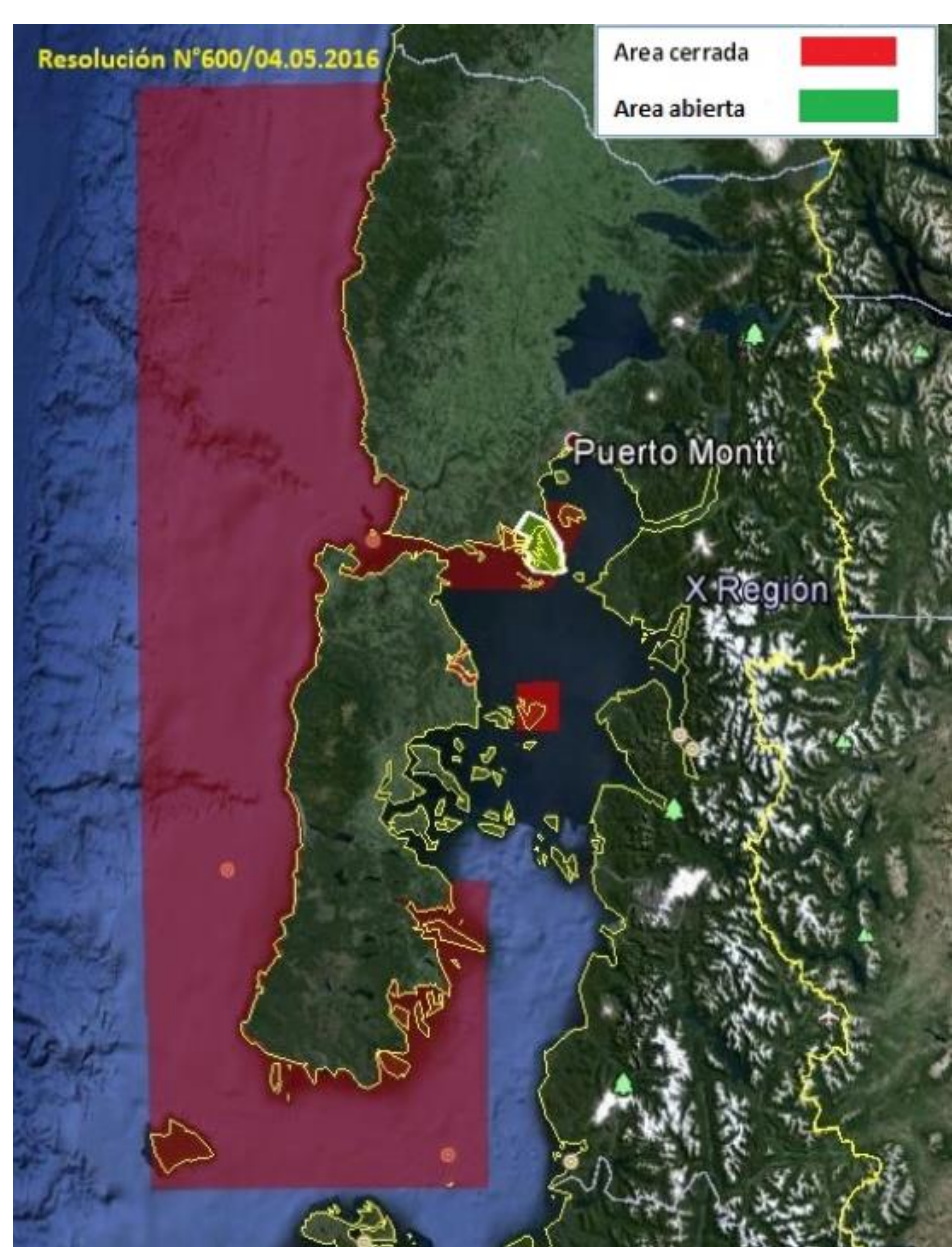 Resolución N°600/04.05.2016
Area cerrada
Area abierta
Puerto Montt
X Región